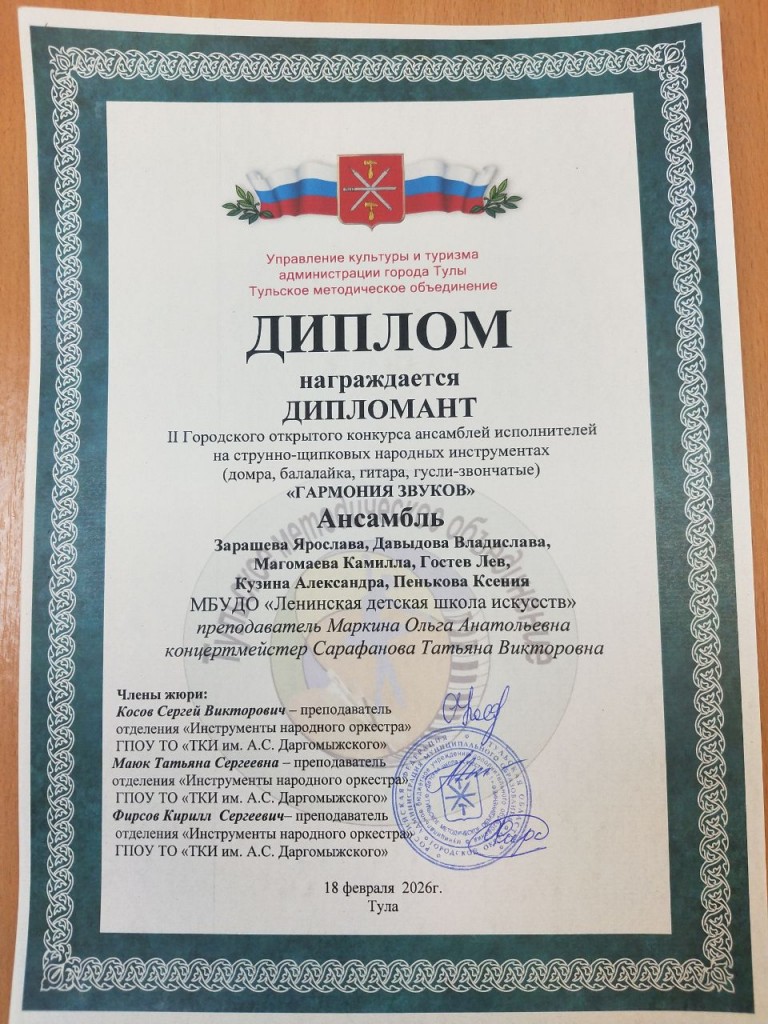 Управление культуры и туризма
администрации города Тулы
Тульское методическое объединение
ДИПЛОМ
награждается
ДИПЛОМАНТ
II Городского открытого конкурса ансамблей исполнителей
на струнно-щипковых народных инструментах
(домра, балалайка, гитара, гусли-звончатые)
«ГАРМОНИЯ ЗВУКОВ»
Ансамбль
Зарашева Ярослава, Давыдова Владислава,
Магомаева Камилла, Гостев Лев,
Кузина Александра, Пенькова Ксения
МБУДО «Ленинская детская школа искусств»
преподаватель Маркина Ольга Анатольевна
концертмейстер Сарафанова Татьяна Викторовна
Тульское методическое объединение
Члены жюри:
Косов Сергей Викторович – преподаватель
отделения «Инструменты народного оркестра»
ГПОУ ТО «ТКИ им. А.С. Даргомыжского»
Маюк Татьяна Сергеевна – преподаватель
отделения «Инструменты народного оркестра»
ГПОУ ТО «ТКИ им. А.С. Даргомыжского»
Фирсов Кирилл Сергеевич– преподаватель
отделения «Инструменты народного оркестра»
ГПОУ ТО «ТКИ им. А.С. Даргомыжского»
18 февраля 2026г.
Тула